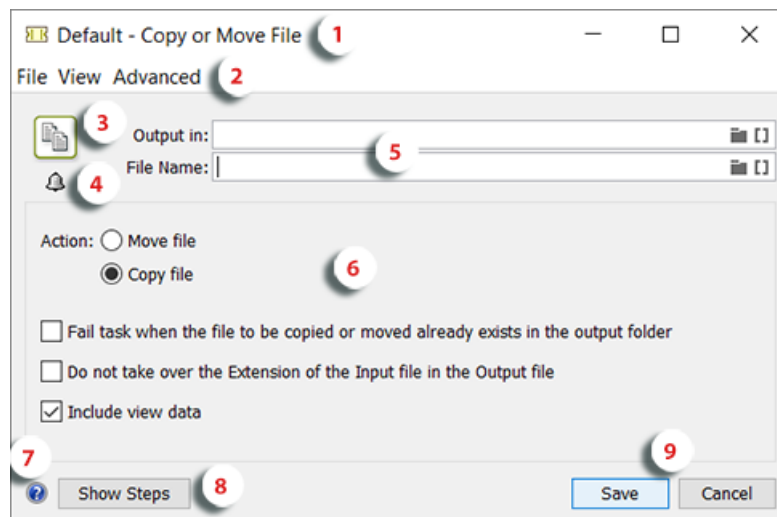 Default - Copy or Move File 1
File View Advanced 2
3
Output in:
5
File Name:
4
Action: Move file
6
Copy file
Fail task when the file to be copied or moved already exists in the output folder
Do not take over the Extension of the Input file in the Output file
Include view data
7
9
? Show Steps 8 Save Cancel